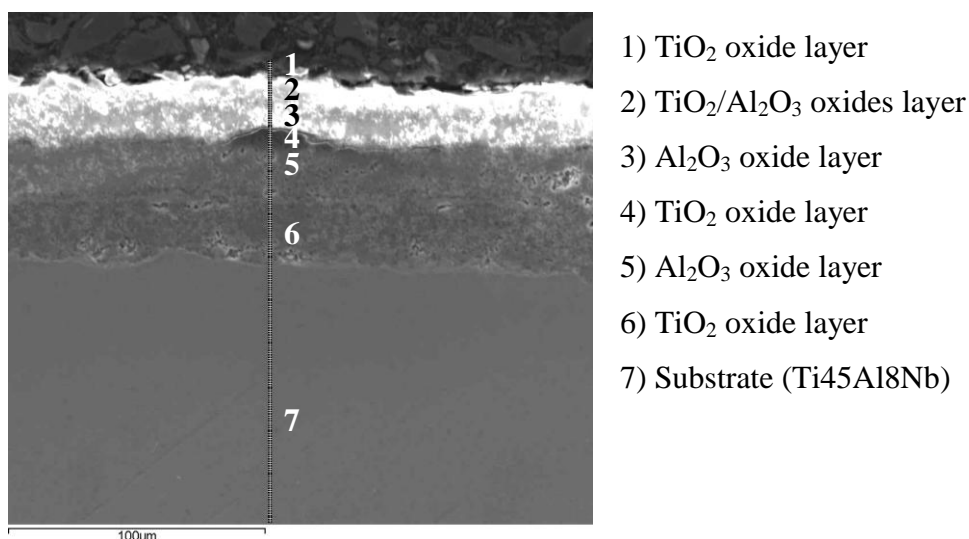 1
2
3
4
5
6
7
100µm
1) TiO₂ oxide layer
2) TiO₂/Al₂O₃ oxides layer
3) Al₂O₃ oxide layer
4) TiO₂ oxide layer
5) Al₂O₃ oxide layer
6) TiO₂ oxide layer
7) Substrate (Ti45Al8Nb)